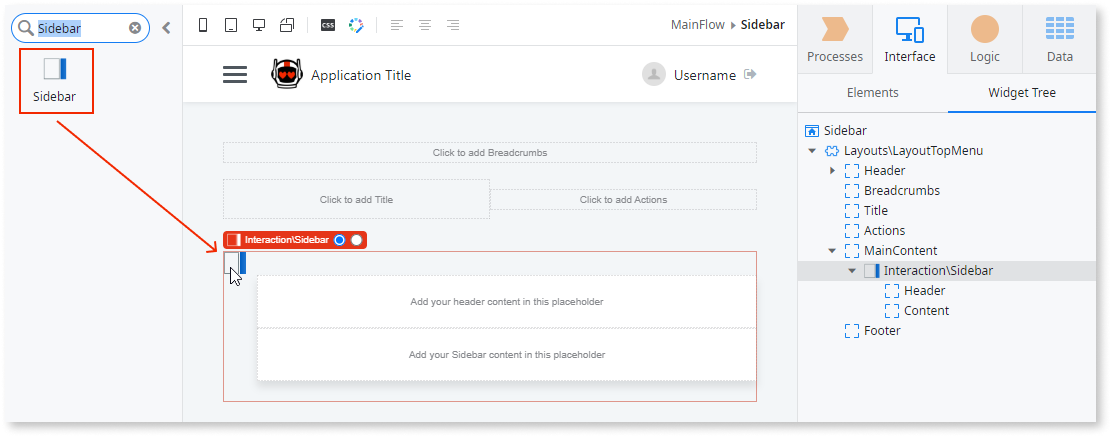 Sidebar
Sidebar
CSS
MainFlow Sidebar
Application Title
Username
Click to add Breadcrumbs
Click to add Title
Click to add Actions
Interaction\Sidebar
Add your header content in this placeholder
Add your Sidebar content in this placeholder
Processes
Interface
Logic
Data
Elements
Widget Tree
Sidebar
Layouts\LayoutTopMenu
Header
Breadcrumbs
Title
Actions
MainContent
Interaction\Sidebar
Header
Content
Footer